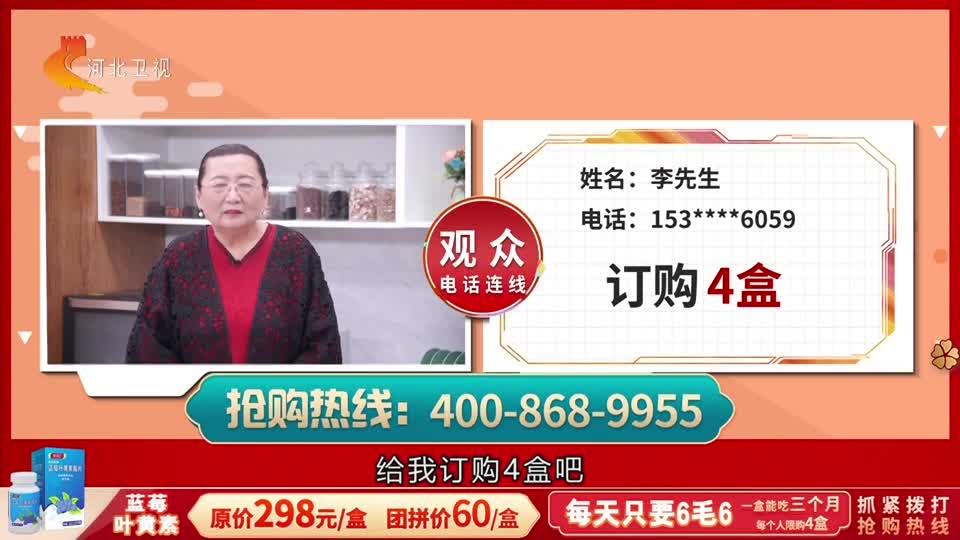 河北卫视
姓名：李先生
电话：153****6059
订购4盒
观众
电话连线
抢购热线：400-868-9955
给我订购4盒吧
蓝莓
叶黄素
原价298元/盒 团拼价60/盒
每天只要6毛6
一盒能吃三个月
每个人限购4盒
抓紧拨打
抢购热线